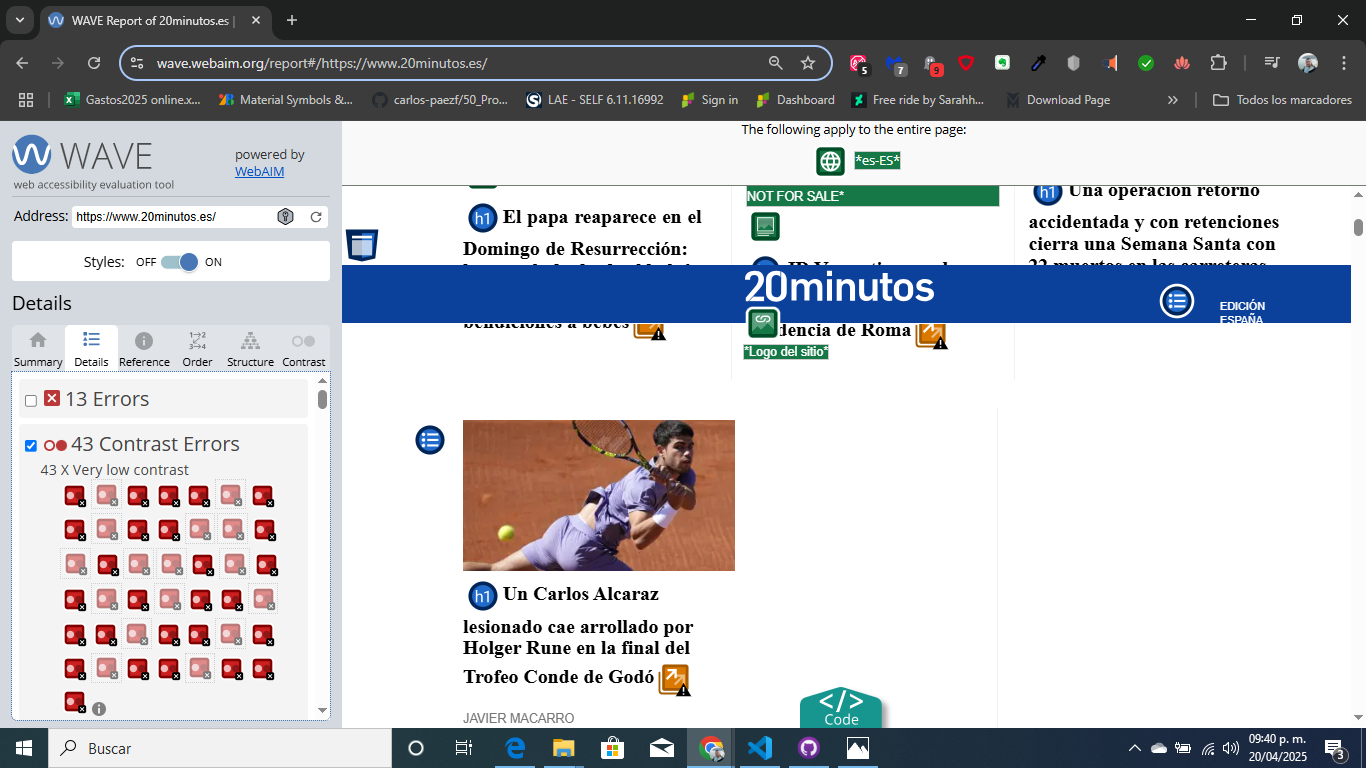 WAVE Report of 20minutos.es |
wave.webaim.org/report#/https://www.20minutos.es/
5
7
9
Gastos2025 online.x...
Material Symbols &...
carlos-paezf/50_Pro...
LAE - SELF 6.11.16992
Sign in
Dashboard
Free ride by Sarahh...
Download Page
»
Todos los marcadores
WAVE
web accessibility evaluation tool
powered by
WebAIM
Address: https://www.20minutos.es/
Styles: OFF ON
Details
Summary Details Reference Order Structure Contrast
13 Errors
43 Contrast Errors
43 X Very low contrast
The following apply to the entire page:
*es-ES*
h1 El papa reaparece en el
Domingo de Resurrección:
bendiciones a bebés
NOT FOR SALE*
dencia de Roma
h1 Una operación retorno
accidentada y con retenciones
cierra una Semana Santa con
22 muertos en las carreteras
20minutos
EDICIÓN
ESPAÑA
*Logo del sitio*
h1 Un Carlos Alcaraz
lesionado cae arrollado por
Holger Rune en la final del
Trofeo Conde de Godó
JAVIER MACARRO
</>
Code
Buscar
09:40 p. m.
20/04/2025
3